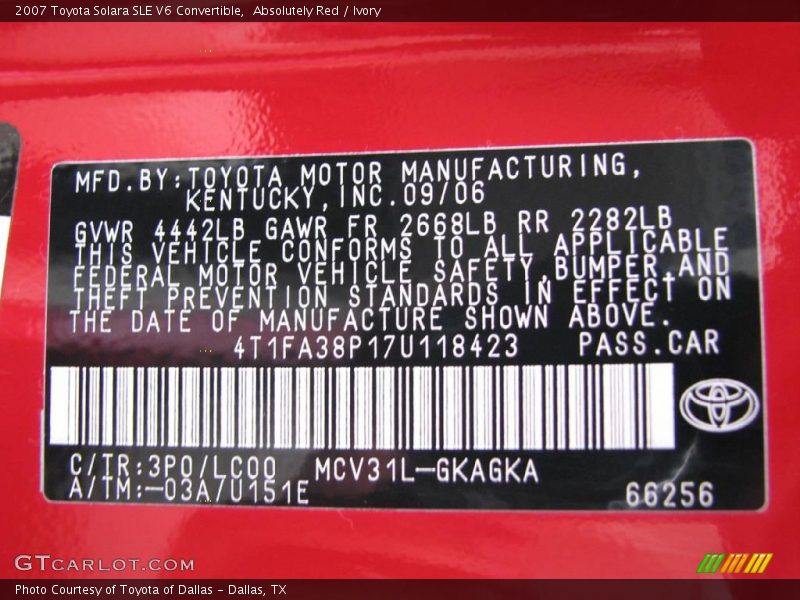 2007 Toyota Solara SLE V6 Convertible,  Absolutely Red / Ivory
MFD.BY:TOYOTA MOTOR MANUFACTURING,
KENTUCKY,INC.09/06
GVWR 4442LB GAWR FR 2668LB RR 2282LB
THIS VEHICLE CONFORMS TO ALL APPLICABLE
FEDERAL MOTOR VEHICLE SAFETY,BUMPER,AND
THEFT PREVENTION STANDARDS IN EFFECT ON
THE DATE OF MANUFACTURE SHOWN ABOVE.
4T1FA38P17U118423 PASS.CAR
C/TR:3P0/LC00 MCV31L-GKAGKA
A/TM:-03A/U151E
66256
GTCARLOT.COM
Photo Courtesy of Toyota of Dallas - Dallas, TX